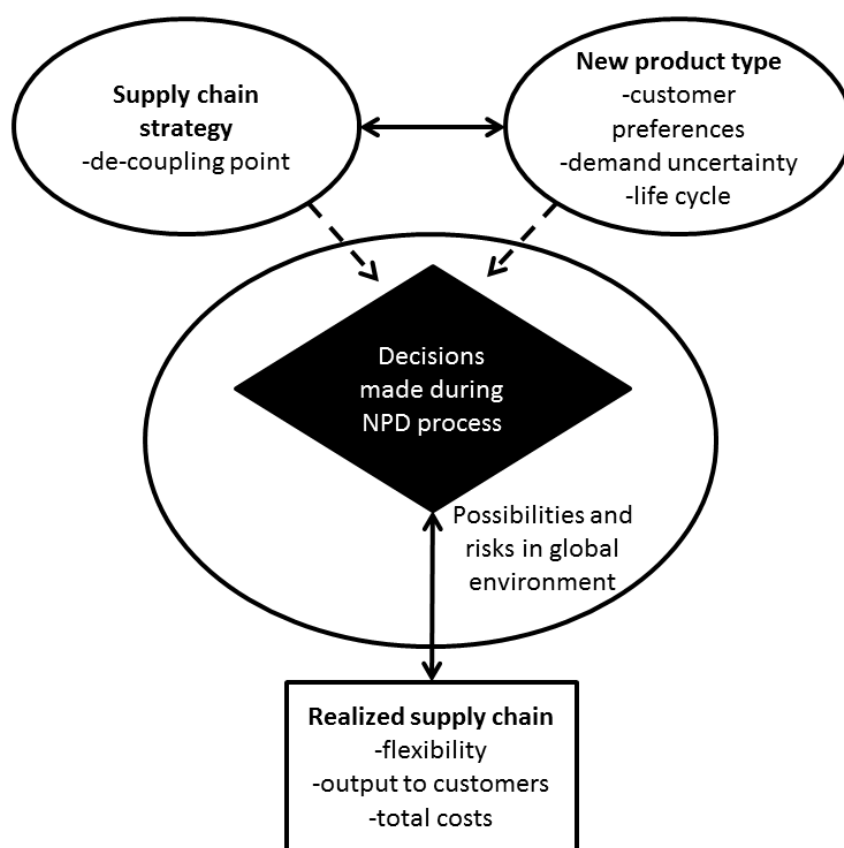 Supply chain
strategy
-de-coupling point
New product type
-customer
preferences
-demand uncertainty
-life cycle
Decisions
made during
NPD process
Possibilities and
risks in global
environment
Realized supply chain
-flexibility
-output to customers
-total costs